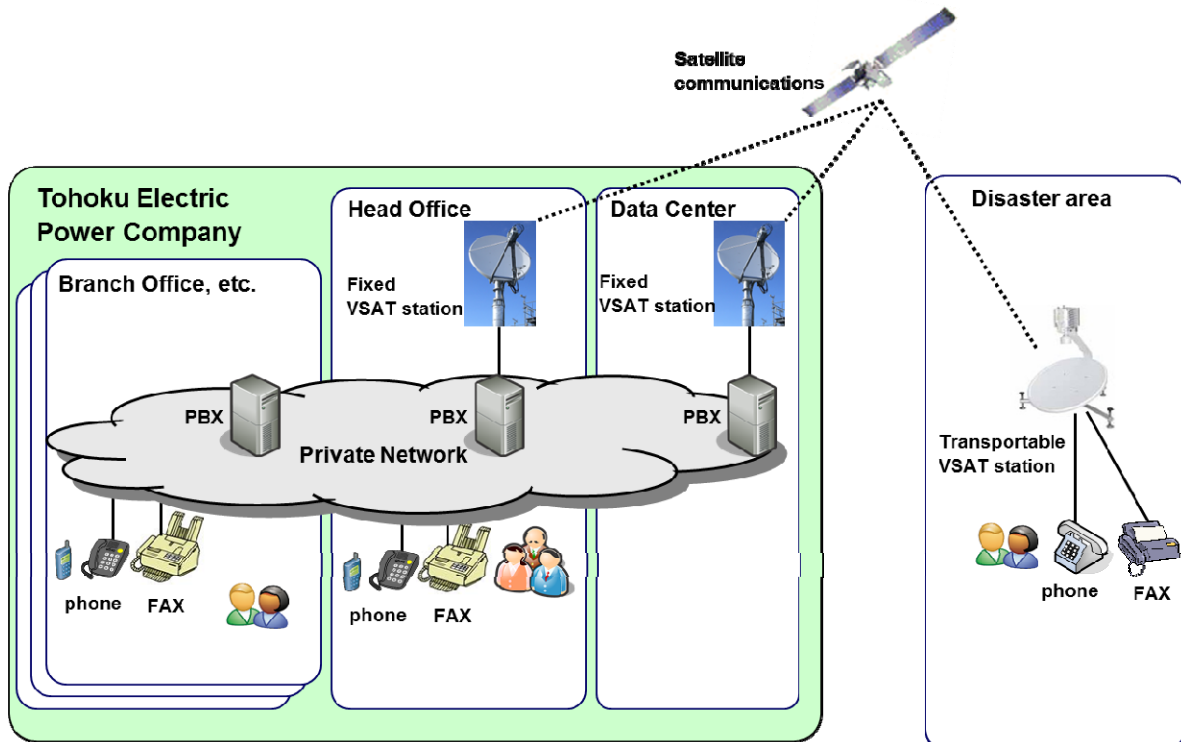 Satellite
communications
Tohoku Electric
Power Company
Branch Office, etc.
Head Office
Data Center
Disaster area
Fixed
VSAT station
Fixed
VSAT station
PBX
PBX
PBX
Private Network
Transportable
VSAT station
phone
FAX
phone
FAX
phone
FAX